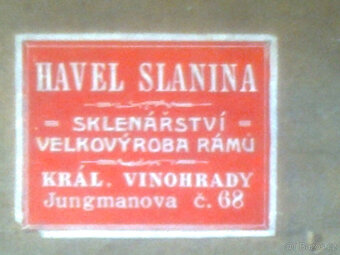 HAVEL SLANINA
- SKLENÁŘSTVÍ -
VELKOVÝROBA RÁMŮ
KRÁL. VINOHRADY
Jungmanova č. 68